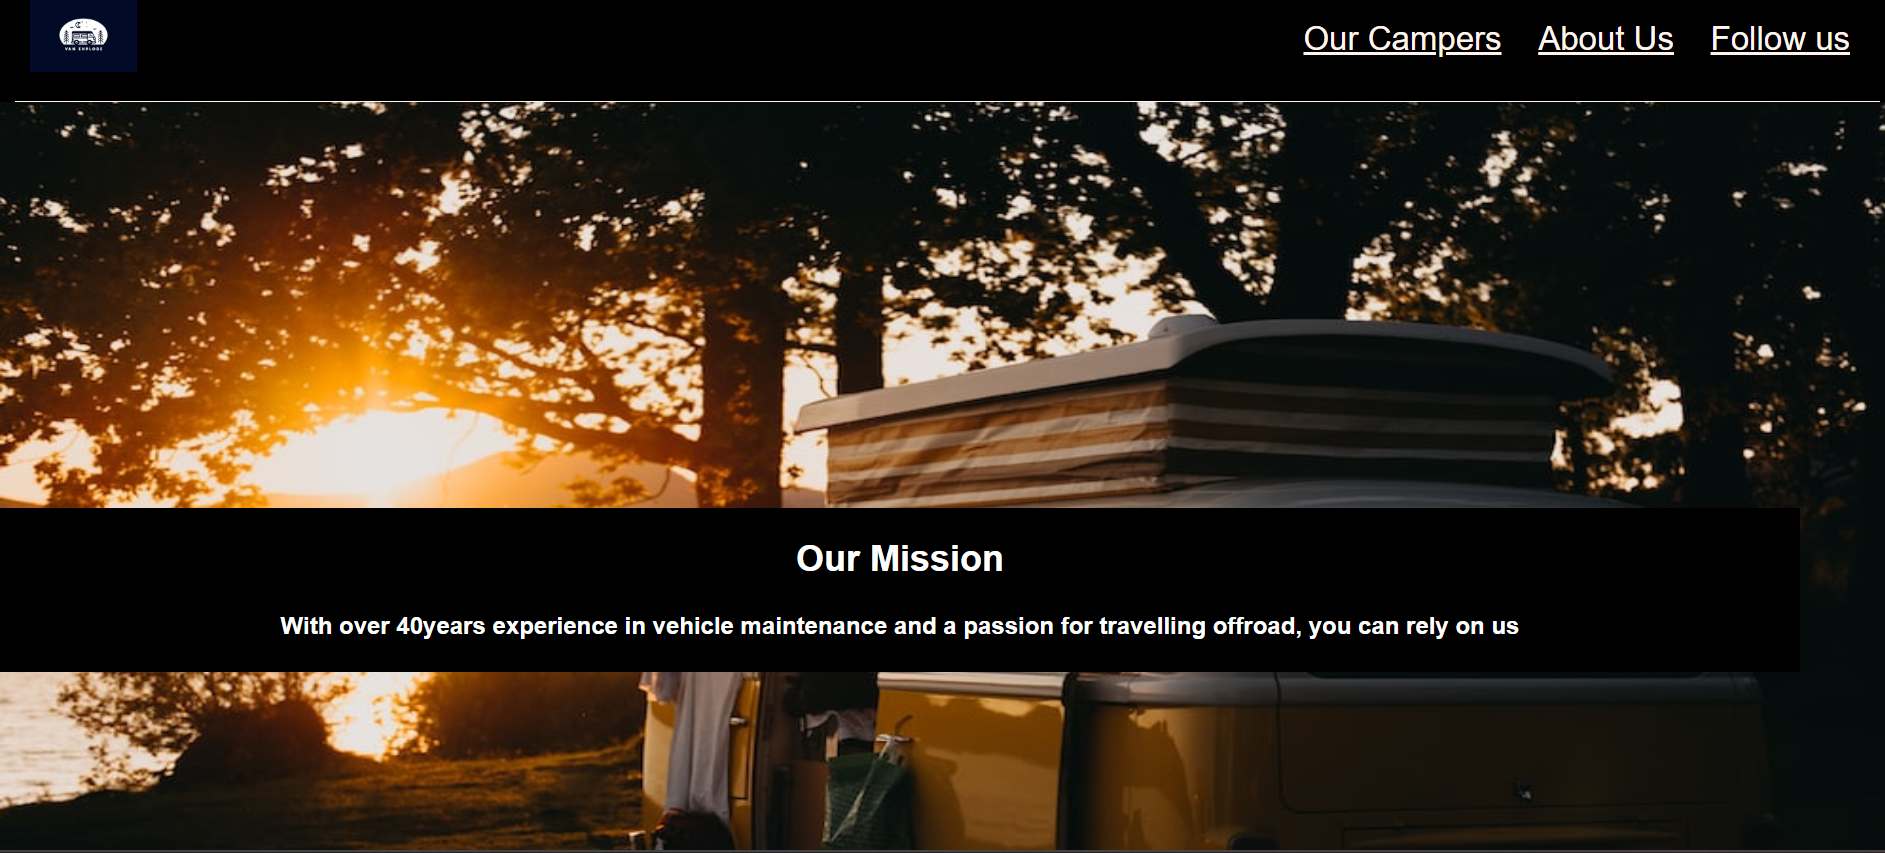 VAN EXPLORE
Our Campers About Us Follow us
Our Mission
With over 40years experience in vehicle maintenance and a passion for travelling offroad, you can rely on us